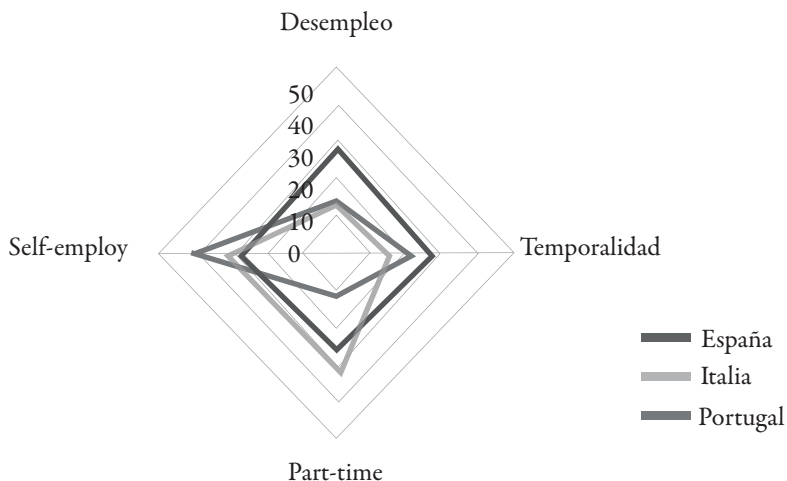 Desempleo
50
40
30
20
10
0
Self-employ
Temporalidad
España
Italia
Portugal
Part-time